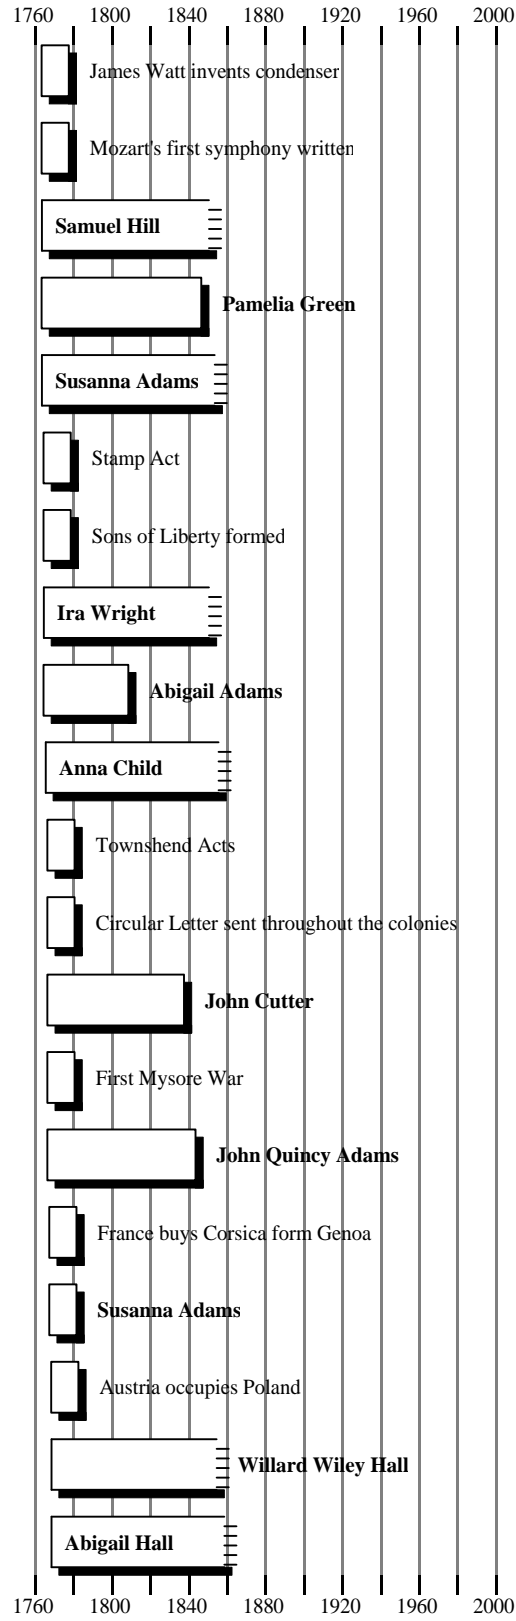 1760 1800 1840 1880 1920 1960 2000
James Watt invents condenser
Mozart's first symphony written
Samuel Hill
Pamelia Green
Susanna Adams
Stamp Act
Sons of Liberty formed
Ira Wright
Abigail Adams
Anna Child
Townshend Acts
Circular Letter sent throughout the colonies
John Cutter
First Mysore War
John Quincy Adams
France buys Corsica form Genoa
Susanna Adams
Austria occupies Poland
Willard Wiley Hall
Abigail Hall
1760 1800 1840 1880 1920 1960 2000